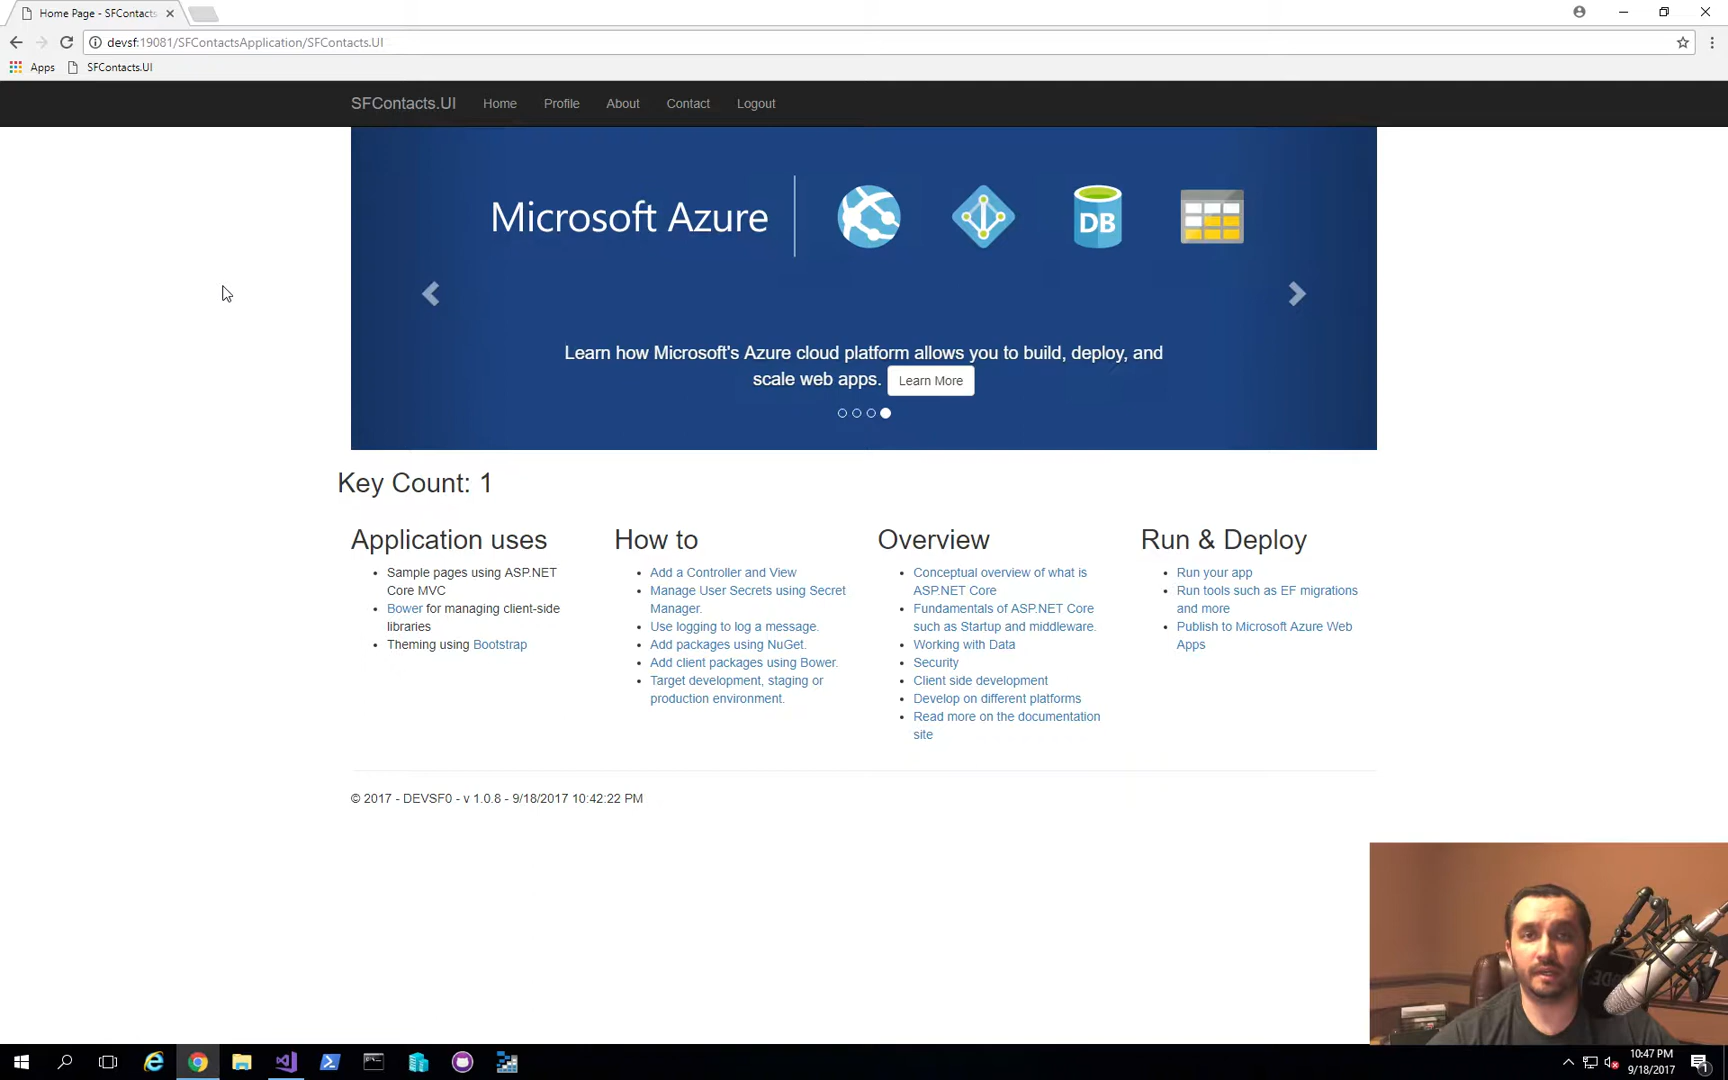 Home Page - SFContacts
devsf:19081/SFContactsApplication/SFContacts.UI
Apps SFContacts.UI
SFContacts.UI Home Profile About Contact Logout
Microsoft Azure
DB
Learn how Microsoft's Azure cloud platform allows you to build, deploy, and
scale web apps. Learn More
Key Count: 1
Application uses
Sample pages using ASP.NET
Core MVC
Bower for managing client-side
libraries
Theming using Bootstrap
How to
Add a Controller and View
Manage User Secrets using Secret
Manager.
Use logging to log a message.
Add packages using NuGet.
Add client packages using Bower.
Target development, staging or
production environment.
Overview
Conceptual overview of what is
ASP.NET Core
Fundamentals of ASP.NET Core
such as Startup and middleware.
Working with Data
Security
Client side development
Develop on different platforms
Read more on the documentation
site
Run & Deploy
Run your app
Run tools such as EF migrations
and more
Publish to Microsoft Azure Web
Apps
© 2017 - DEVSF0 - v 1.0.8 - 9/18/2017 10:42:22 PM
10:47 PM
9/18/2017
1